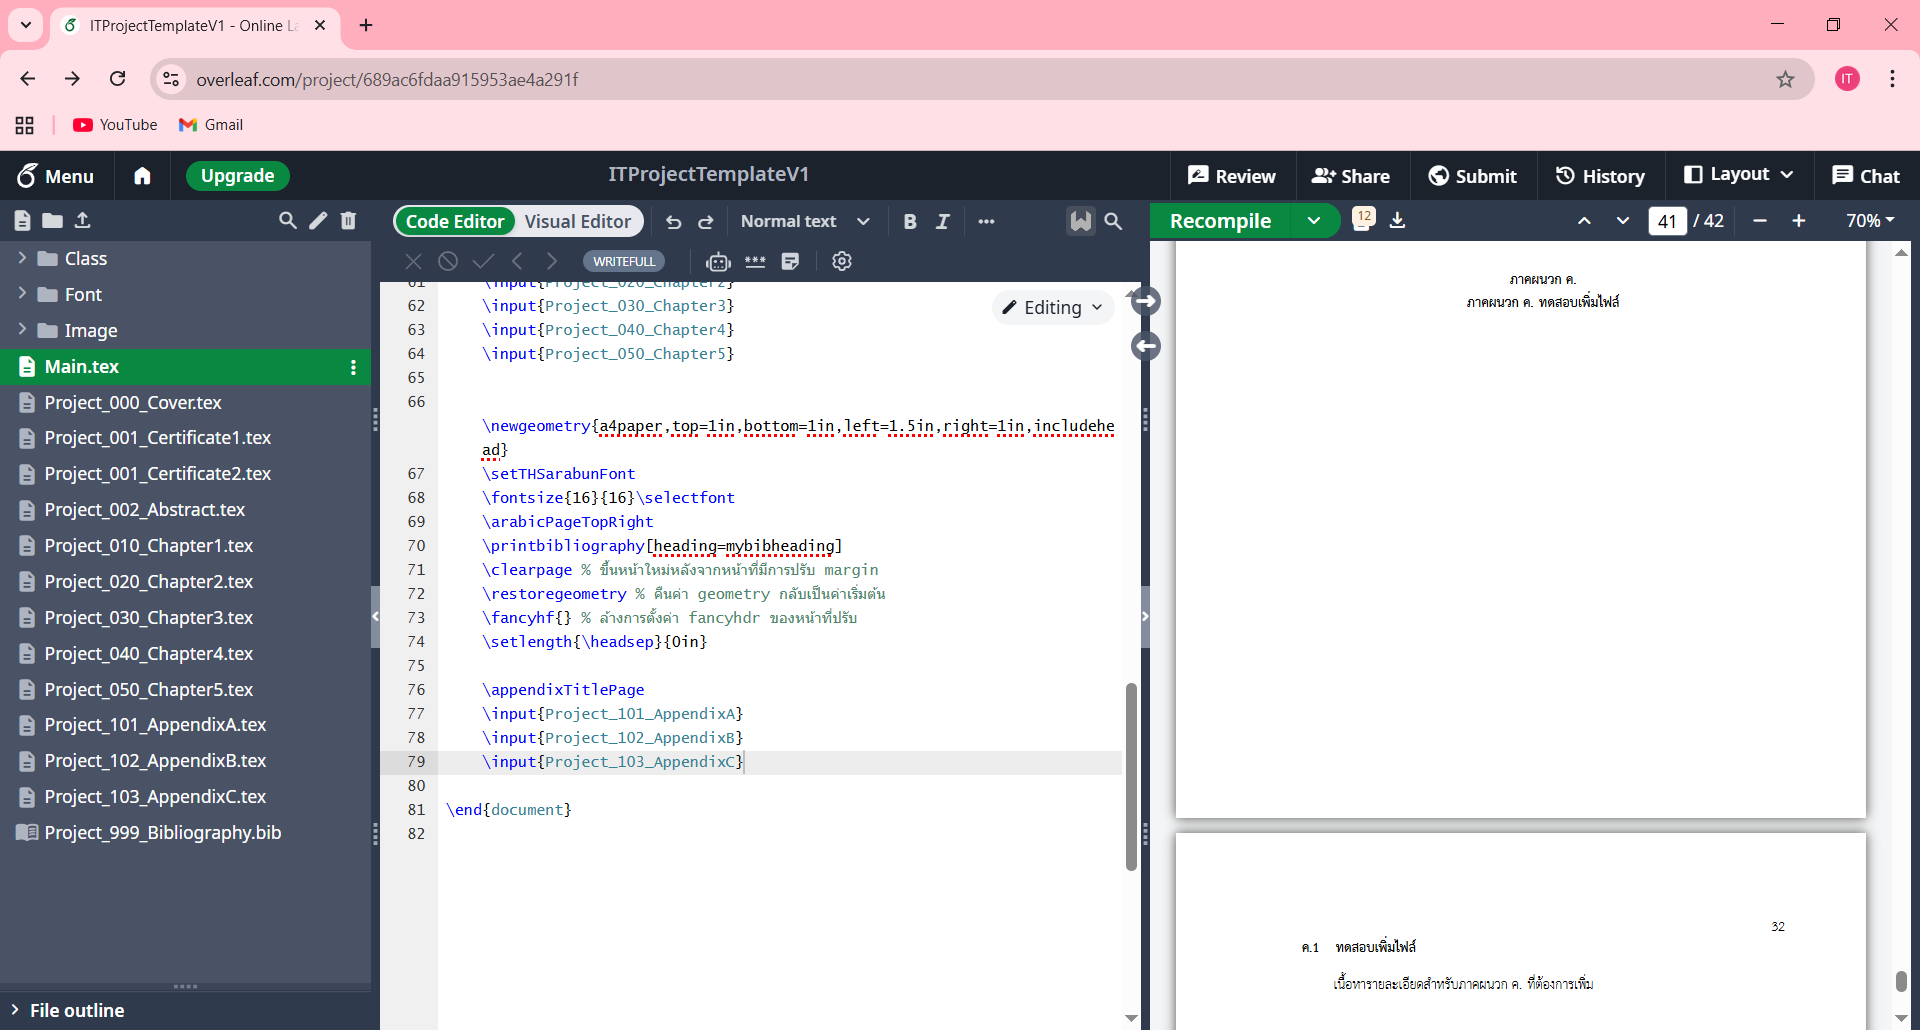 ITProjectTemplateV1 - Online La
overleaf.com/project/689ac6fdaa915953ae4a291f
IT
YouTube
Gmail
Menu
Upgrade
ITProjectTemplateV1
Review
Share
Submit
History
Layout
Chat
Code Editor
Visual Editor
Normal text
B
I
Recompile
12
41 / 42
70%
WRITEFULL
Editing
Class
Font
Image
Main.tex
Project_000_Cover.tex
Project_001_Certificate1.tex
Project_001_Certificate2.tex
Project_002_Abstract.tex
Project_010_Chapter1.tex
Project_020_Chapter2.tex
Project_030_Chapter3.tex
Project_040_Chapter4.tex
Project_050_Chapter5.tex
Project_101_AppendixA.tex
Project_102_AppendixB.tex
Project_103_AppendixC.tex
Project_999_Bibliography.bib
File outline
61 \input{Project_020_Chapter2}
62 \input{Project_030_Chapter3}
63 \input{Project_040_Chapter4}
64 \input{Project_050_Chapter5}
65
66
\newgeometry{a4paper,top=1in,bottom=1in,left=1.5in,right=1in,includehe
ad}
67 \setTHSarabunFont
68 \fontsize{16}{16}\selectfont
69 \arabicPageTopRight
70 \printbibliography[heading=mybibheading]
71 \clearpage % ขึ้นหน้าใหม่หลังจากหน้าที่มีการปรับ margin
72 \restoregeometry % คืนค่า geometry กลับเป็นค่าเริ่มต้น
73 \fancyhf{} % ล้างการตั้งค่า fancyhdr ของหน้าที่ปรับ
74 \setlength{\headsep}{0in}
75
76 \appendixTitlePage
77 \input{Project_101_AppendixA}
78 \input{Project_102_AppendixB}
79 \input{Project_103_AppendixC}
80
81 \end{document}
82
ภาคผนวก ค.
ภาคผนวก ค. ทดสอบเพิ่มไฟล์
32
ค.1 ทดสอบเพิ่มไฟล์
เนื้อหารายละเอียดสำหรับภาคผนวก ค. ที่ต้องการเพิ่ม